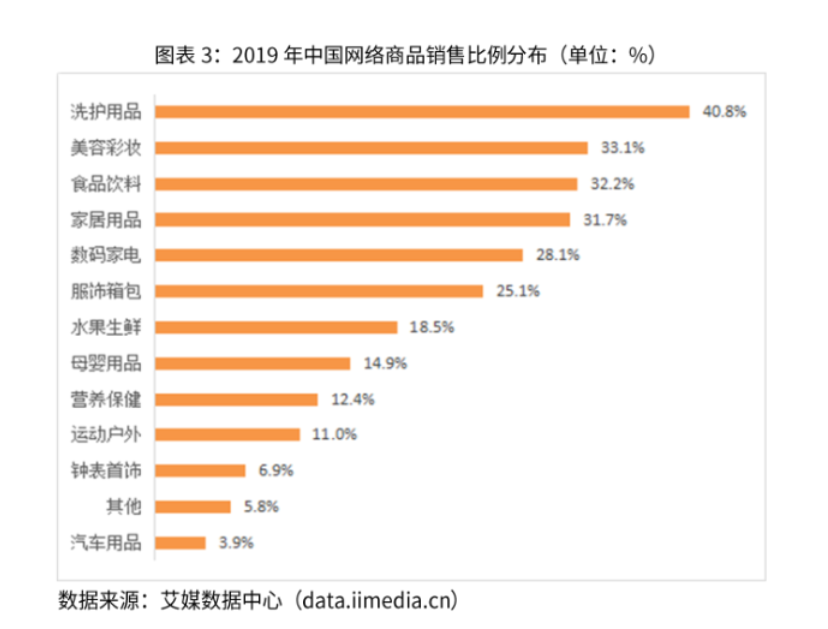 图表 3：2019 年中国网络商品销售比例分布（单位：%）
洗护用品 40.8%
美容彩妆 33.1%
食品饮料 32.2%
家居用品 31.7%
数码家电 28.1%
服饰箱包 25.1%
水果生鲜 18.5%
母婴用品 14.9%
营养保健 12.4%
运动户外 11.0%
钟表首饰 6.9%
其他 5.8%
汽车用品 3.9%
数据来源：艾媒数据中心（data.iimedia.cn）